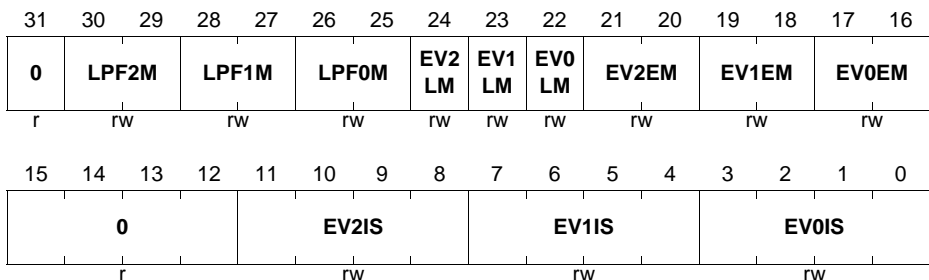 31 30 29 28 27 26 25 24 23 22 21 20 19 18 17 16
0 LPF2M LPF1M LPF0M EV2 LM EV1 LM EV0 LM EV2EM EV1EM EV0EM
r rw rw rw rw rw rw rw rw rw
15 14 13 12 11 10 9 8 7 6 5 4 3 2 1 0
0 EV2IS EV1IS EV0IS
r rw rw rw